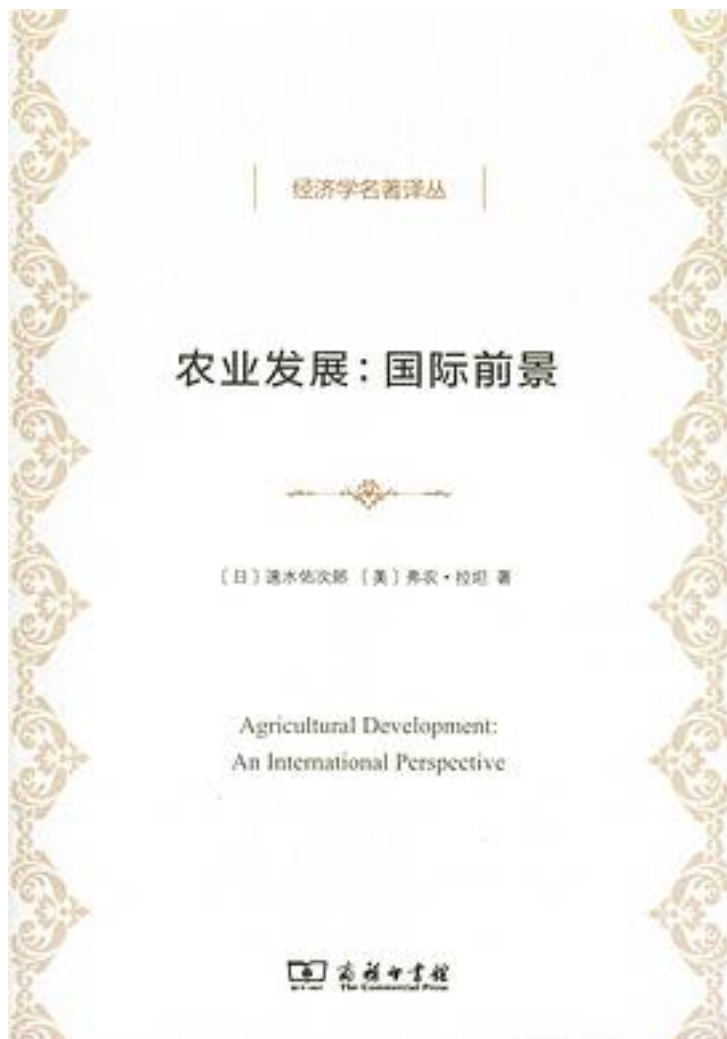 经济学名著译丛
农业发展：国际前景
〔日〕速水佑次郎 〔美〕弗农·拉坦 著
Agricultural Development:
An International Perspective
商务印书馆
The Commercial Press